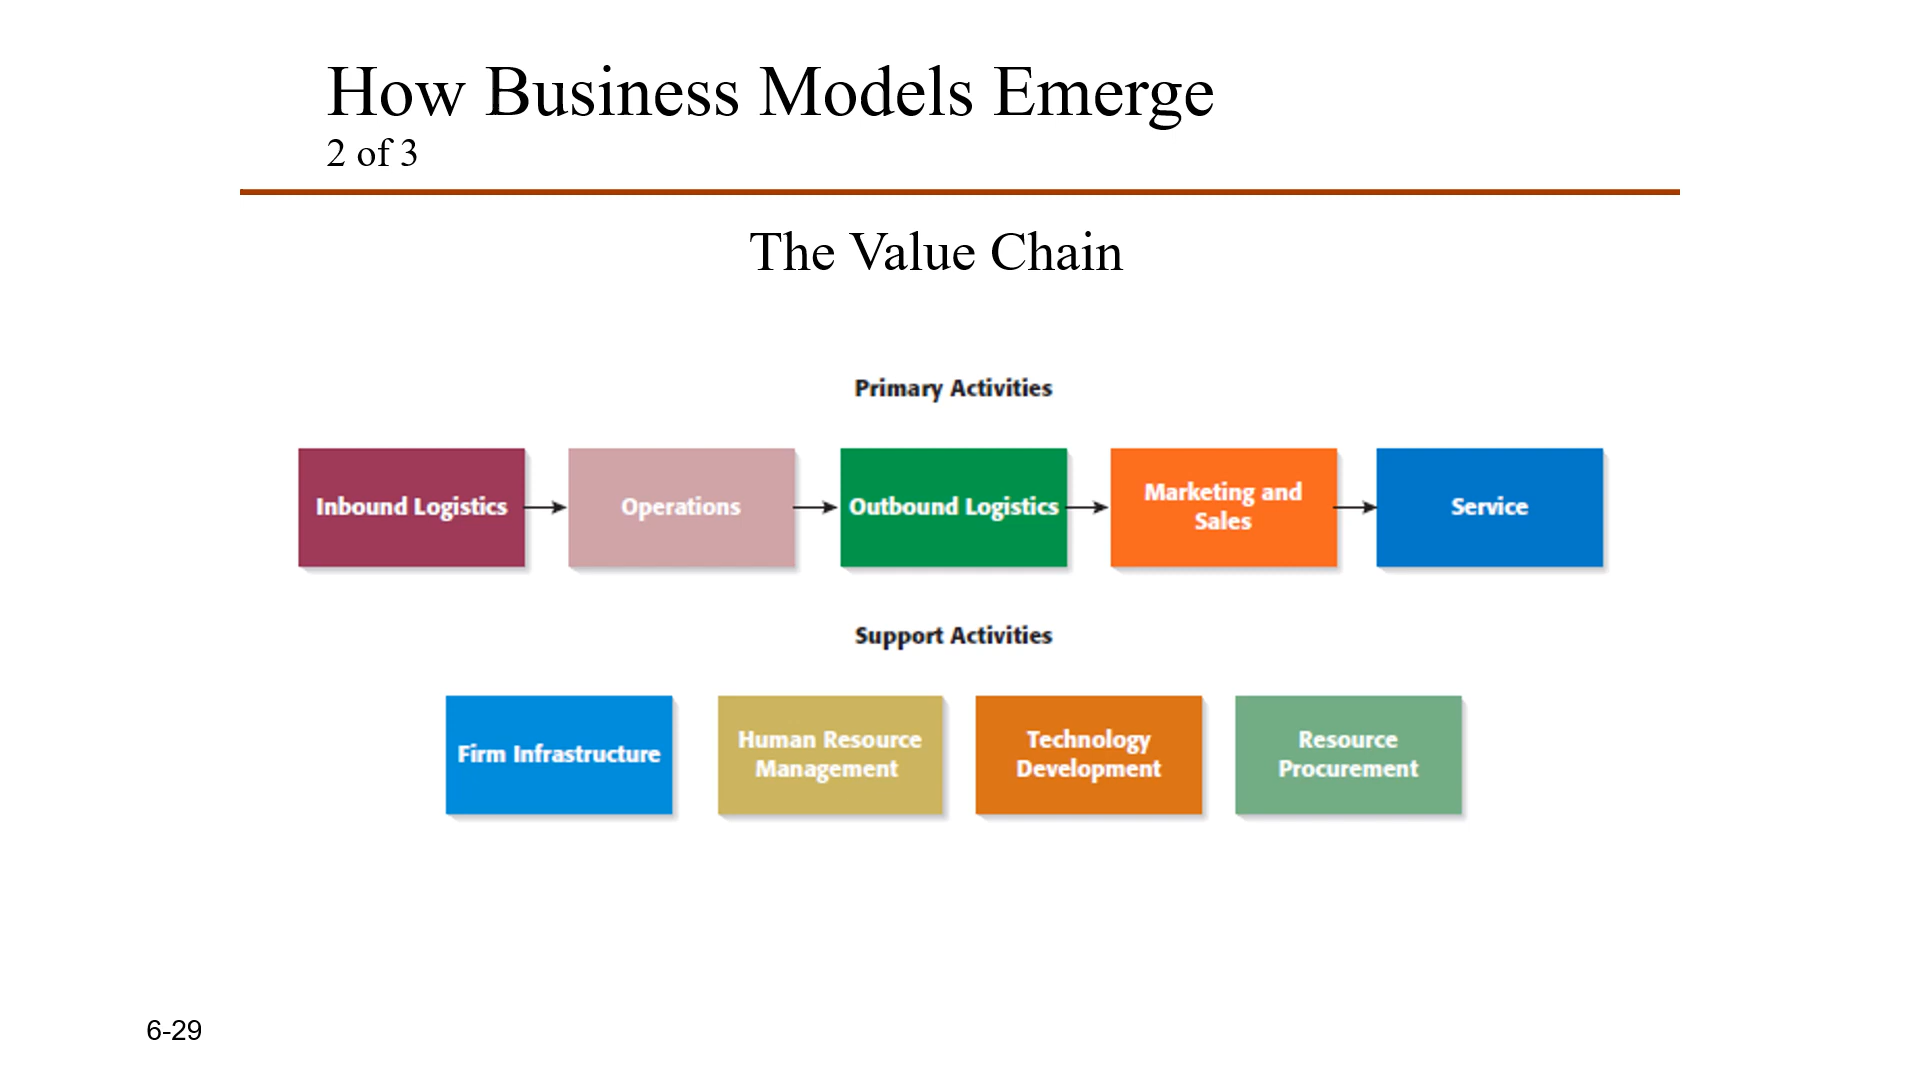 How Business Models Emerge
2 of 3
The Value Chain
Primary Activities
Inbound Logistics
Operations
Outbound Logistics
Marketing and
Sales
Service
Support Activities
Firm Infrastructure
Human Resource
Management
Technology
Development
Resource
Procurement
6-29